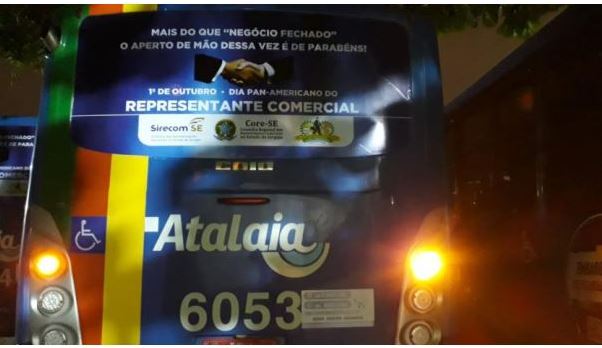 MAIS DO QUE "NEGÓCIO FECHADO"
O APERTO DE MÃO DESSA VEZ É DE PARABÉNS!
1º DE OUTUBRO - DIA PAN-AMERICANO DO
REPRESENTANTE COMERCIAL
Sirecom SE
Core-SE
Atalaia
6053